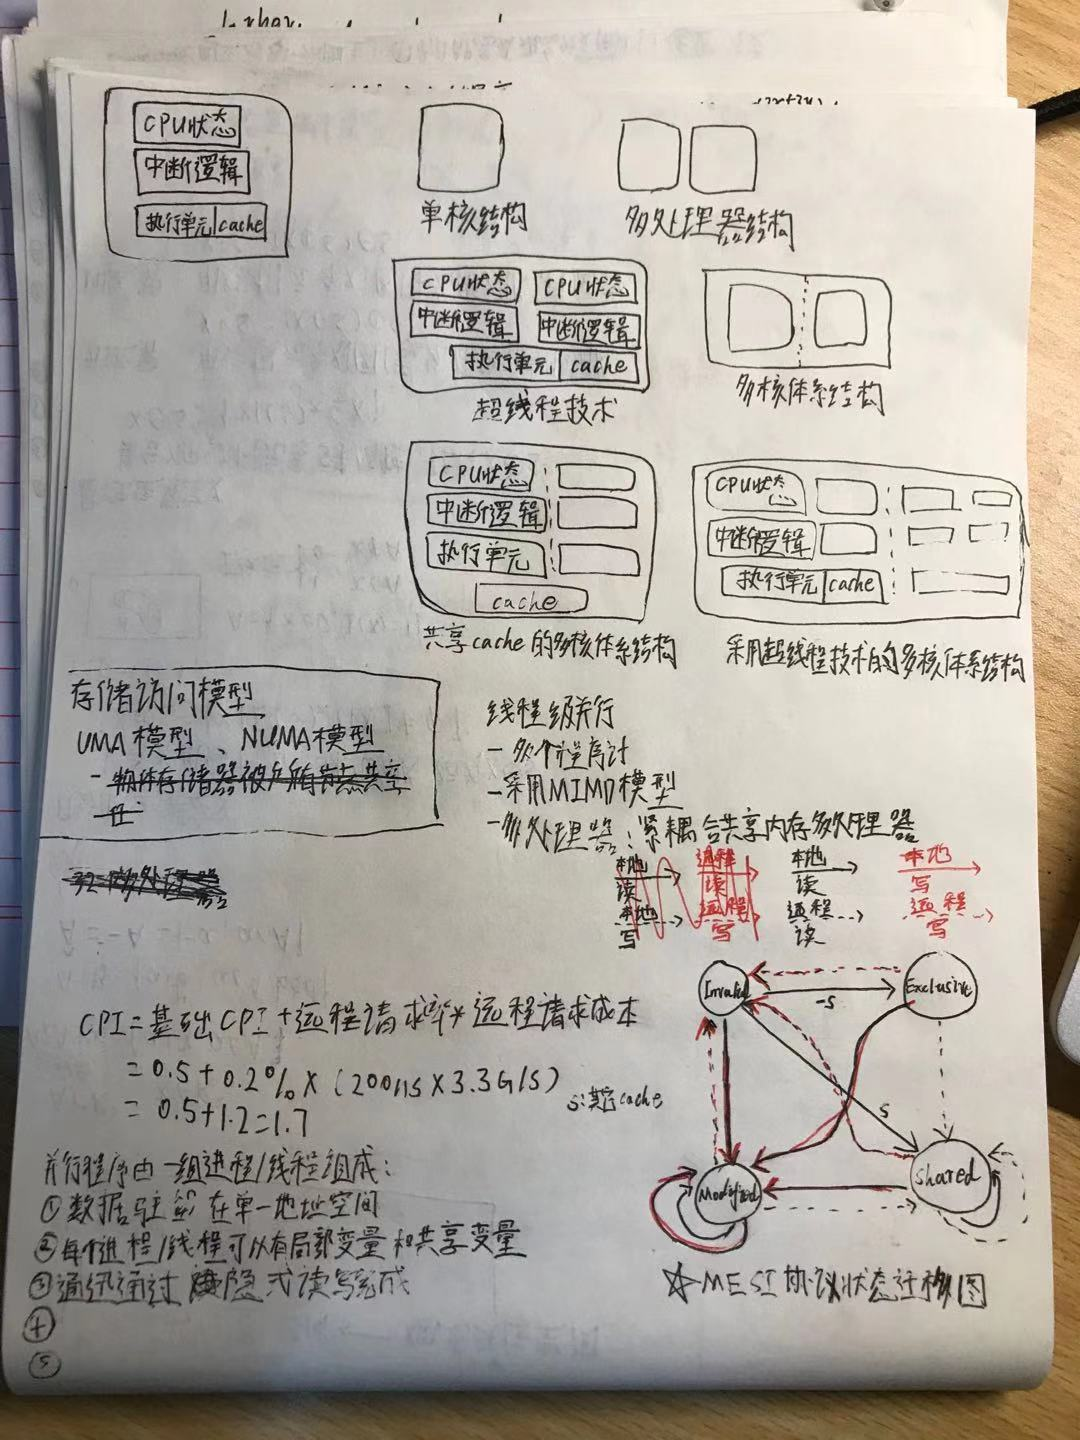 CPU状态
中断逻辑
执行单元 cache
单核结构
多处理器结构
CPU状态 CPU状态
中断逻辑 中断逻辑
执行单元 cache
超线程技术
多核体系结构
CPU状态
中断逻辑
执行单元
cache
共享cache的多核体系结构
CPU状态
中断逻辑
执行单元 cache
采用超线程技术的多核体系结构
存储访问模型
UMA模型、NUMA模型
线程级并行
-多个程序计
-采用MIMD模型
-多处理器:紧耦合共享内存多处理器
本地 远程 本地 本地
读 读 读 写
本地 远程 远程 远程
写 写 读 写
Invalid Exclusive
-S
S
Modified Shared
☆MESI协议状态迁移图
CPI=基础CPI+远程请求率*远程请求成本
=0.5+0.2%×(200ns×3.3G/s)
=0.5+1.2=1.7
S:其它cache
并行程序由一组进程/线程组成:
①数据驻留在单一地址空间
②每个进程/线程可以有局部变量和共享变量
③通讯通过隐式读写完成
④
⑤